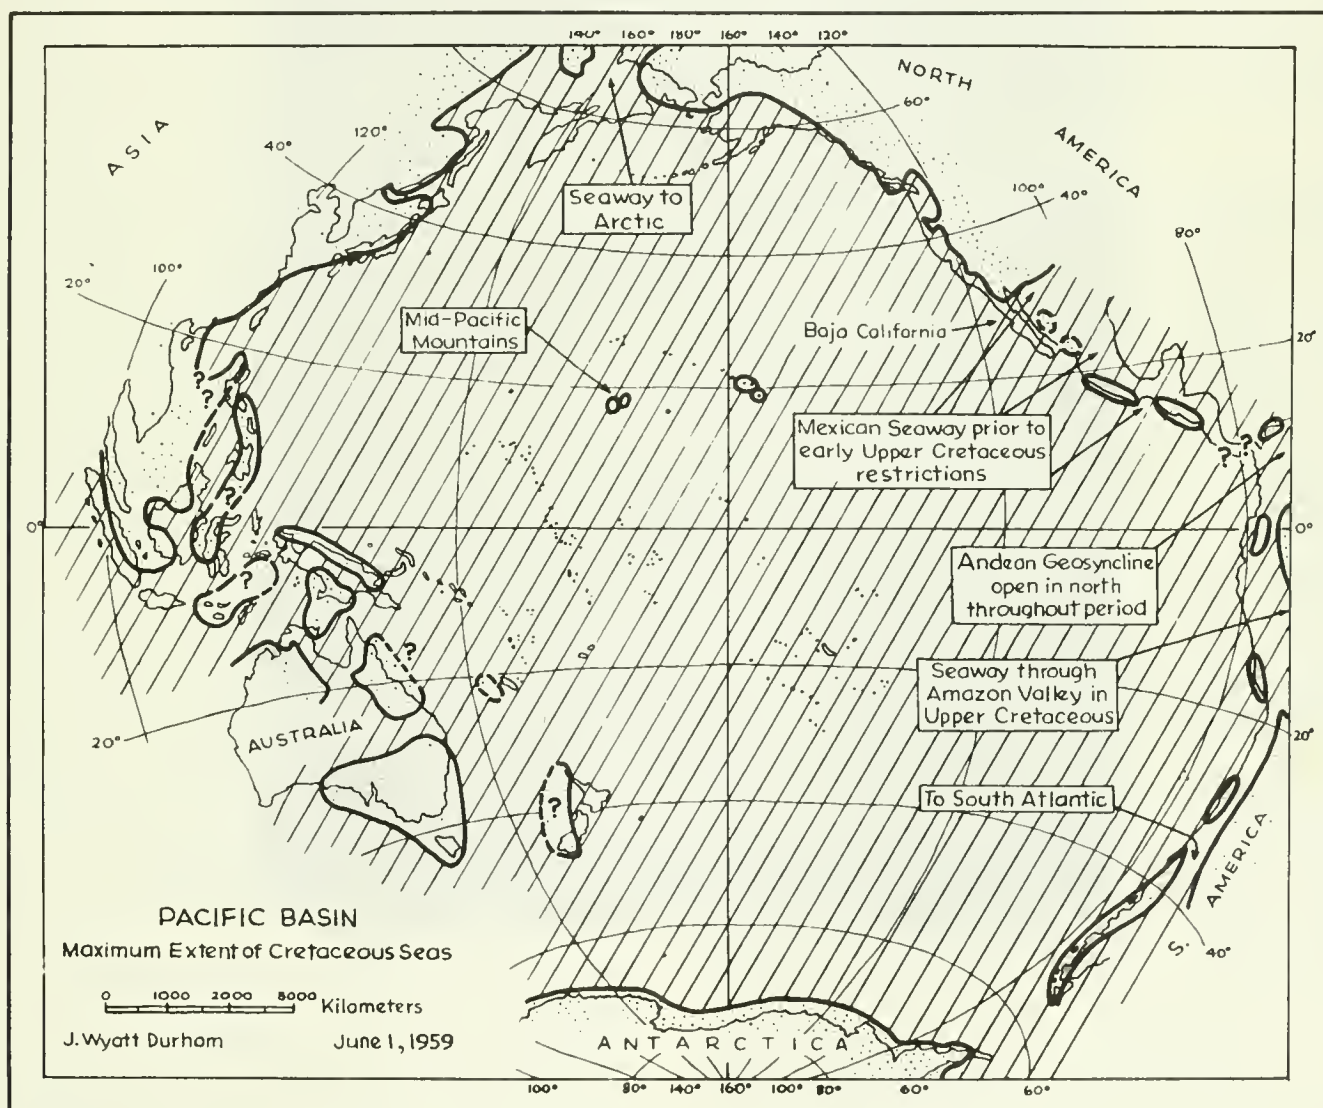 140° 160° 180° 160° 140° 120°
NORTH
AMERICA
60°
ASIA
120°
40°
100°
40°
80°
Seaway to
Arctic
100°
20°
Mid-Pacific
Mountains
Baja California
20°
?
?
?
Mexican Seaway prior to
early Upper Cretaceous
restrictions
? ?
0°
0°
Andean Geosyncline
open in north
throughout period
?
?
Seaway through
Amazon Valley in
Upper Cretaceous
AUSTRALIA
20°
20°
To South Atlantic
?
S. AMERICA
40°
PACIFIC BASIN
Maximum Extent of Cretaceous Seas
0 1000 2000 3000 Kilometers
J. Wyatt Durham June 1, 1959
ANTARCTICA
100° 80° 140° 160° 100° 80° 60° 60°